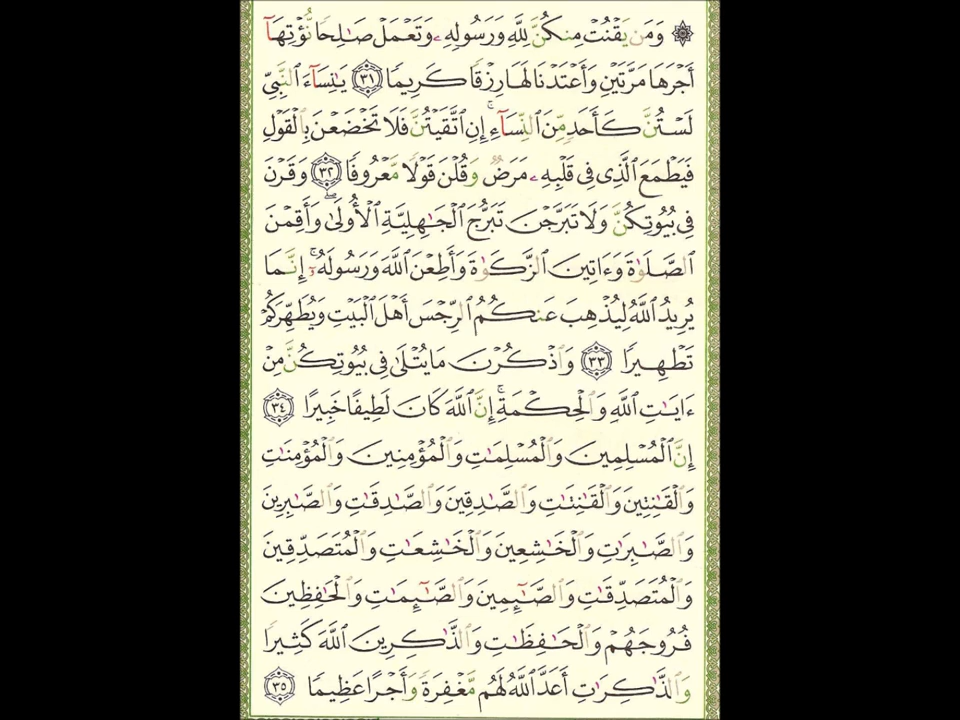 ۞ وَمَن يَقْنُتْ مِنكُنَّ لِلَّهِ وَرَسُولِهِۦ وَتَعْمَلْ صَـٰلِحًا نُّؤْتِهَآ
أَجْرَهَا مَرَّتَيْنِ وَأَعْتَدْنَا لَهَا رِزْقًا كَرِيمًا ٣١ يَـٰنِسَآءَ ٱلنَّبِىِّ
لَسْتُنَّ كَأَحَدٍ مِّنَ ٱلنِّسَآءِ ۚ إِنِ ٱتَّقَيْتُنَّ فَلَا تَخْضَعْنَ بِٱلْقَوْلِ
فَيَطْمَعَ ٱلَّذِى فِى قَلْبِهِۦ مَرَضٌ وَقُلْنَ قَوْلًا مَّعْرُوفًا ٣٢ وَقَرْنَ
فِى بُيُوتِكُنَّ وَلَا تَبَرَّجْنَ تَبَرُّجَ ٱلْجَـٰهِلِيَّةِ ٱلْأُولَىٰ ۖ وَأَقِمْنَ
ٱلصَّلَوٰةَ وَءَاتِينَ ٱلزَّكَوٰةَ وَأَطِعْنَ ٱللَّهَ وَرَسُولَهُۥٓ ۚ إِنَّمَا
يُرِيدُ ٱللَّهُ لِيُذْهِبَ عَنكُمُ ٱلرِّجْسَ أَهْلَ ٱلْبَيْتِ وَيُطَهِّرَكُمْ
تَطْهِيرًا ٣٣ وَٱذْكُرْنَ مَا يُتْلَىٰ فِى بُيُوتِكُنَّ مِنْ
ءَايَـٰتِ ٱللَّهِ وَٱلْحِكْمَةِ ۚ إِنَّ ٱللَّهَ كَانَ لَطِيفًا خَبِيرًا ٣٤
إِنَّ ٱلْمُسْلِمِينَ وَٱلْمُسْلِمَـٰتِ وَٱلْمُؤْمِنِينَ وَٱلْمُؤْمِنَـٰتِ
وَٱلْقَـٰنِتِينَ وَٱلْقَـٰنِتَـٰتِ وَٱلصَّـٰدِقِينَ وَٱلصَّـٰدِقَـٰتِ وَٱلصَّـٰبِرِينَ
وَٱلصَّـٰبِرَٰتِ وَٱلْخَـٰشِعِينَ وَٱلْخَـٰشِعَـٰتِ وَٱلْمُتَصَدِّقِينَ
وَٱلْمُتَصَدِّقَـٰتِ وَٱلصَّـٰٓئِمِينَ وَٱلصَّـٰٓئِمَـٰتِ وَٱلْحَـٰفِظِينَ
فُرُوجَهُمْ وَٱلْحَـٰفِظَـٰتِ وَٱلذَّٰكِرِينَ ٱللَّهَ كَثِيرًا
وَٱلذَّٰكِرَٰتِ أَعَدَّ ٱللَّهُ لَهُم مَّغْفِرَةً وَأَجْرًا عَظِيمًا ٣٥